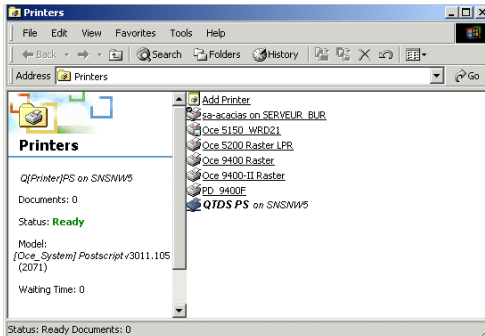 Printers
File Edit View Favorites Tools Help
Back Search Folders History
Address Printers Go
Printers
Q[Printer]PS on SNSNW5
Documents: 0
Status: Ready
Model:
[Oce_System] Postscript v3011.105
(2071)
Waiting Time: 0
Add Printer
sa-acacias on SERVEUR_BUR
Oce 5150_WRD21
Oce 5200 Raster LPR
Oce 9400 Raster
Oce 9400-II Raster
PD_9400F
QTDS PS on SNSNW5
Status: Ready Documents: 0